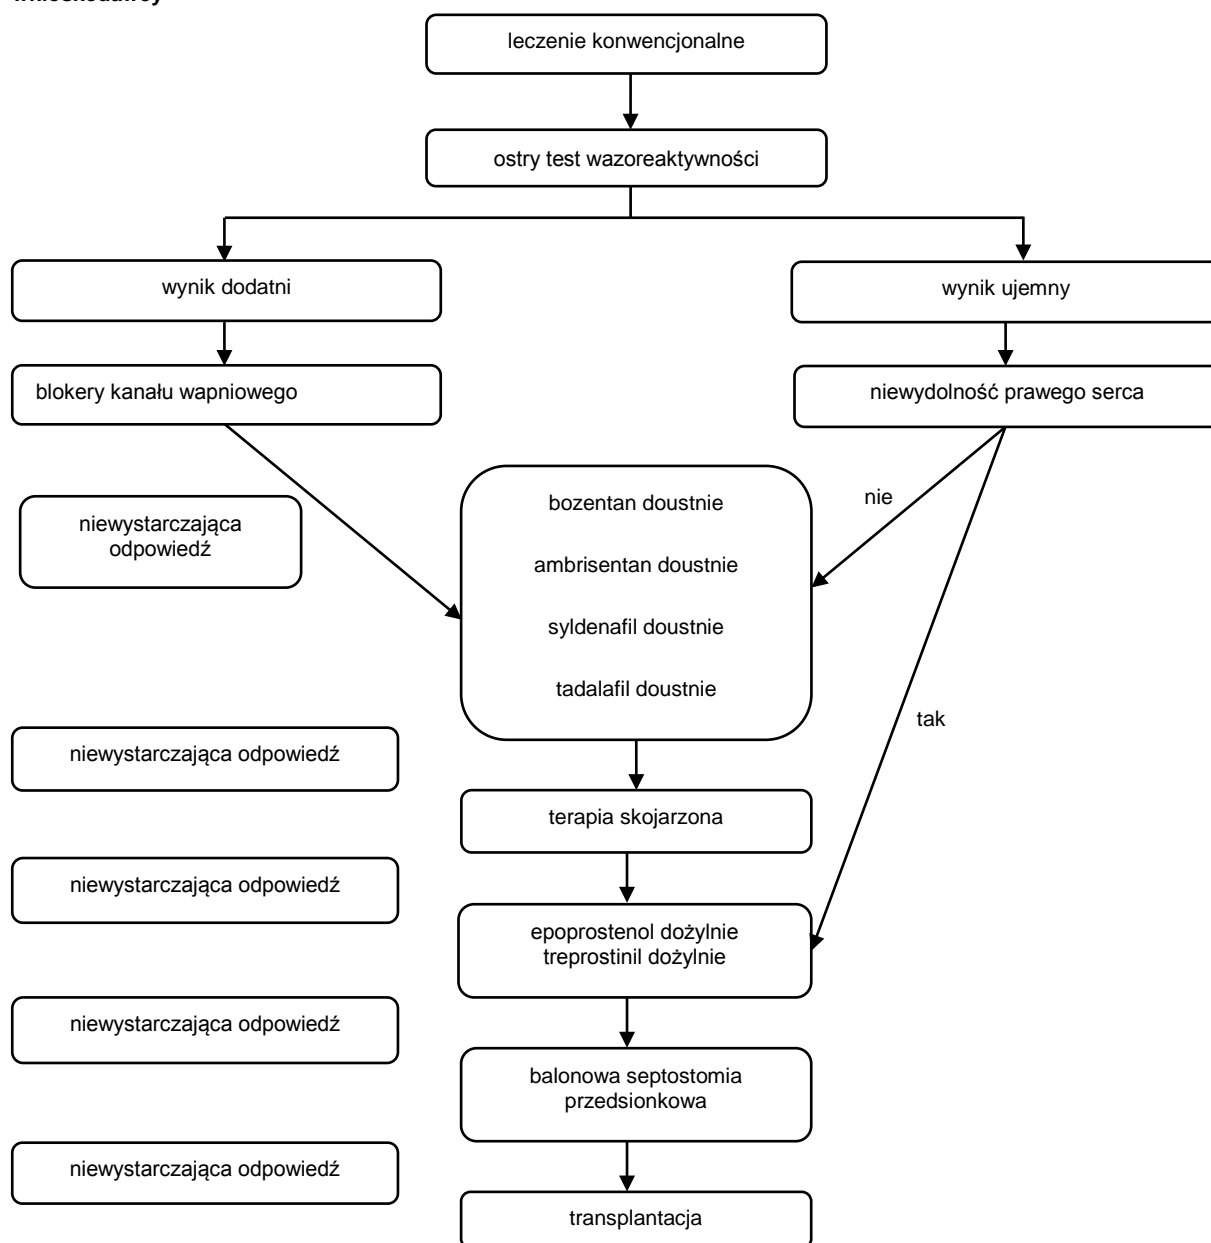 wnioskodawcy
leczenie konwencjonalne
ostry test wazoreaktywności
wynik dodatni
wynik ujemny
blokery kanału wapniowego
niewydolność prawego serca
bozentan doustnie
nie
niewystarczająca
odpowiedź
ambrisentan doustnie
syldenafil doustnie
tadalafil doustnie
tak
niewystarczająca odpowiedź
terapia skojarzona
niewystarczająca odpowiedź
epoprostenol dożylnie
treprostinil dożylnie
niewystarczająca odpowiedź
balonowa septostomia
przedsionkowa
niewystarczająca odpowiedź
transplantacja